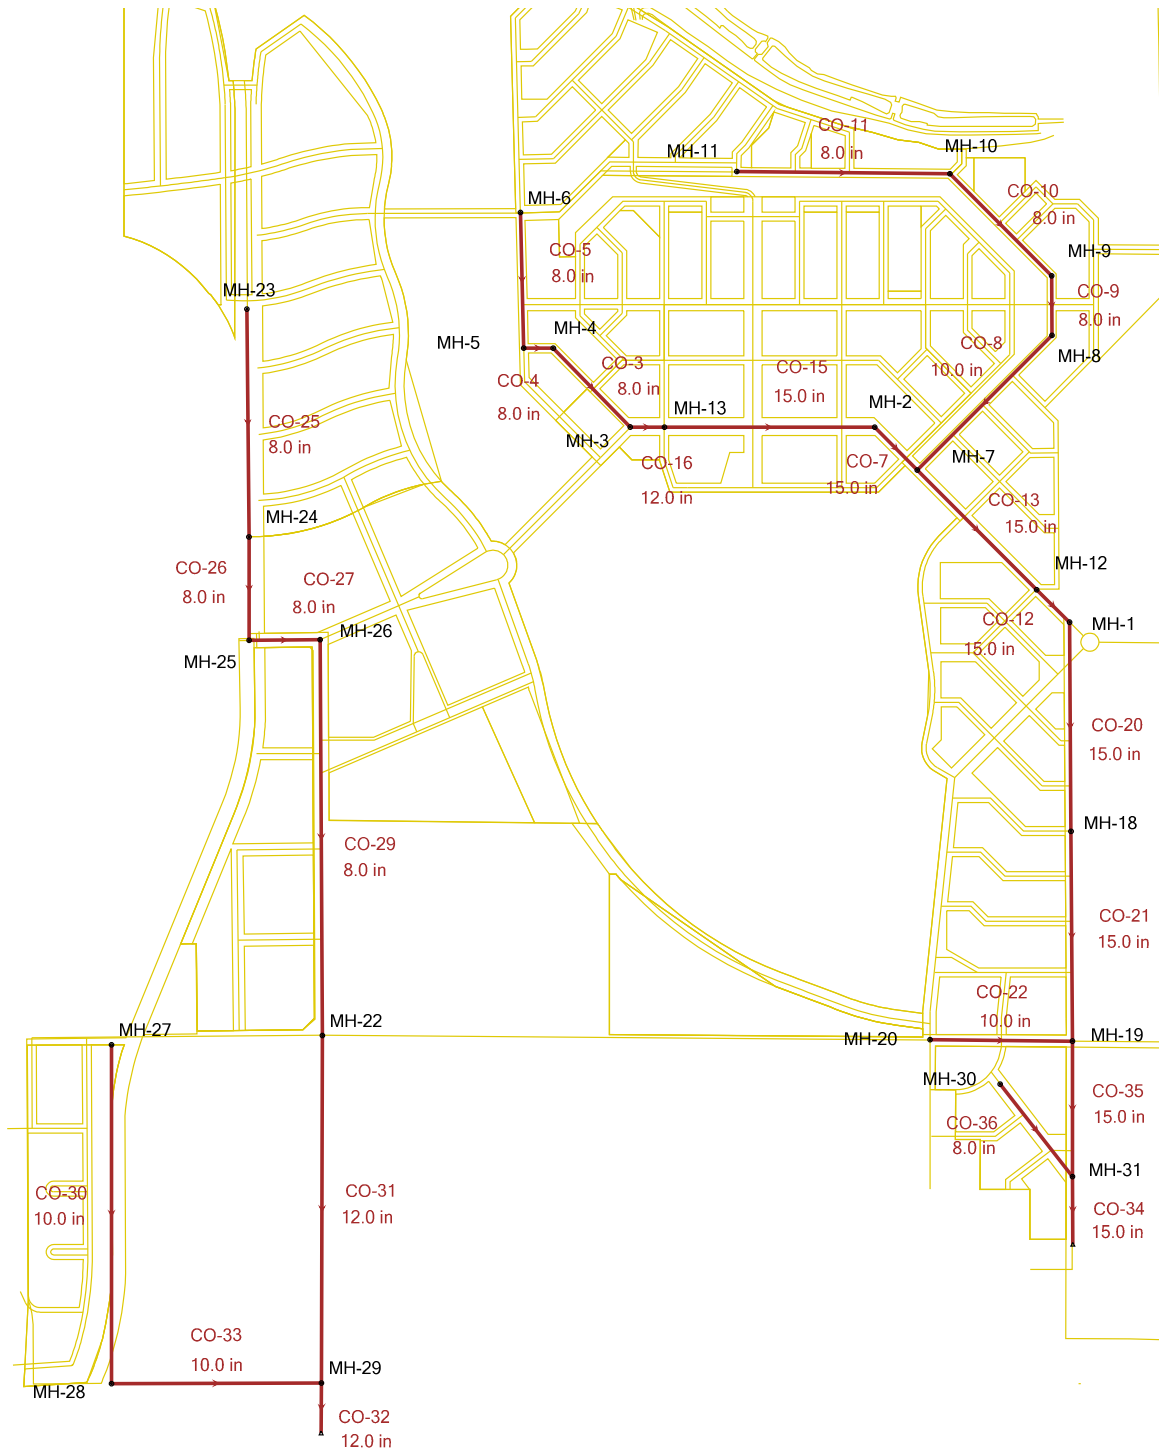 CO-11
8.0 in
MH-11
MH-10
MH-6
CO-10
8.0 in
CO-5
8.0 in
MH-9
MH-23
CO-9
8.0 in
MH-4
MH-5
CO-8
10.0 in
MH-8
CO-3
8.0 in
CO-15
15.0 in
CO-4
8.0 in
MH-13
MH-2
CO-25
8.0 in
MH-3
CO-16
12.0 in
CO-7
15.0 in
MH-7
CO-13
15.0 in
MH-24
CO-26
8.0 in
CO-27
8.0 in
MH-12
CO-12
15.0 in
MH-1
MH-26
MH-25
CO-20
15.0 in
MH-18
CO-29
8.0 in
CO-21
15.0 in
CO-22
10.0 in
MH-27
MH-22
MH-20
MH-19
MH-30
CO-35
15.0 in
CO-36
8.0 in
MH-31
CO-30
10.0 in
CO-31
12.0 in
CO-34
15.0 in
CO-33
10.0 in
MH-29
MH-28
CO-32
12.0 in